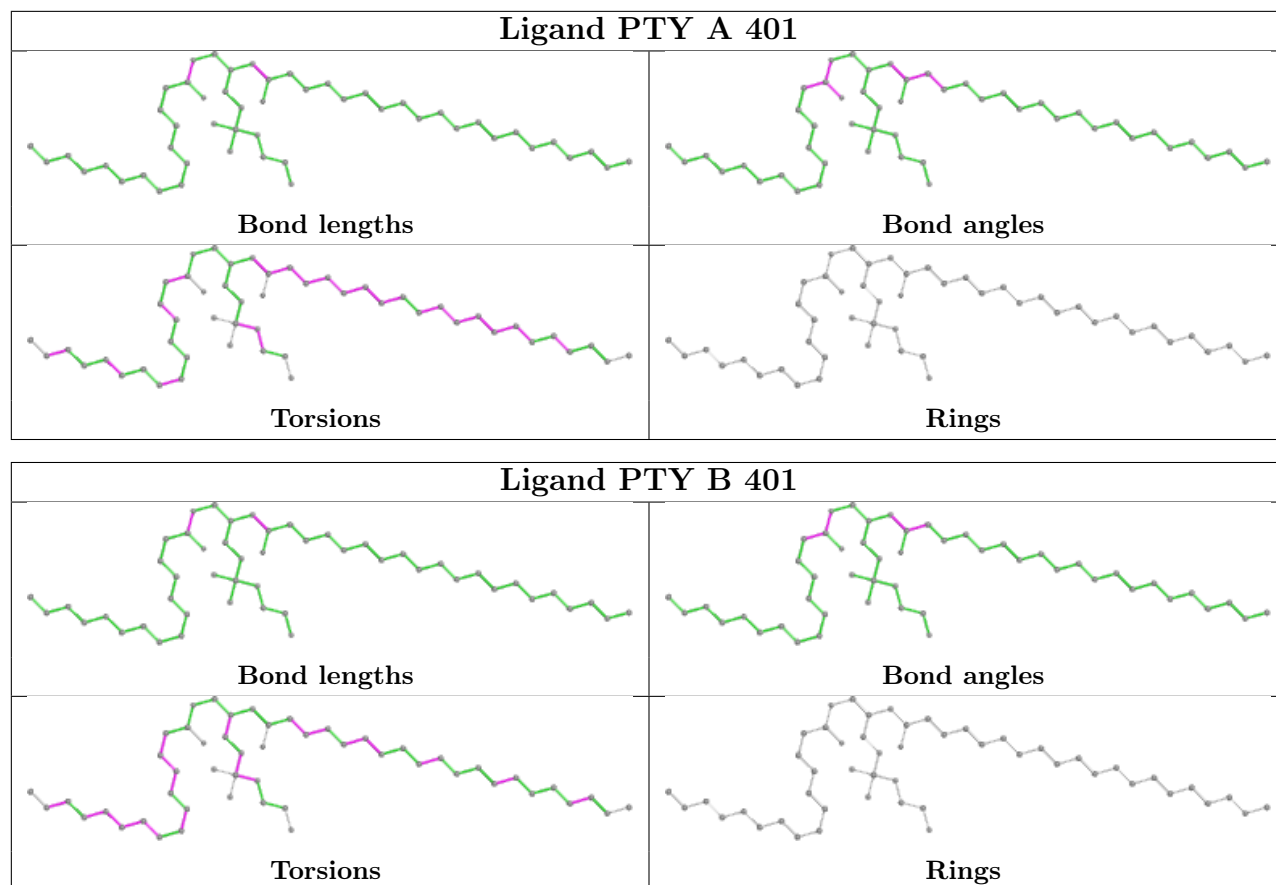 Ligand PTY A 401
Bond lengths
Bond angles
Torsions
Rings
Ligand PTY B 401
Bond lengths
Bond angles
Torsions
Rings